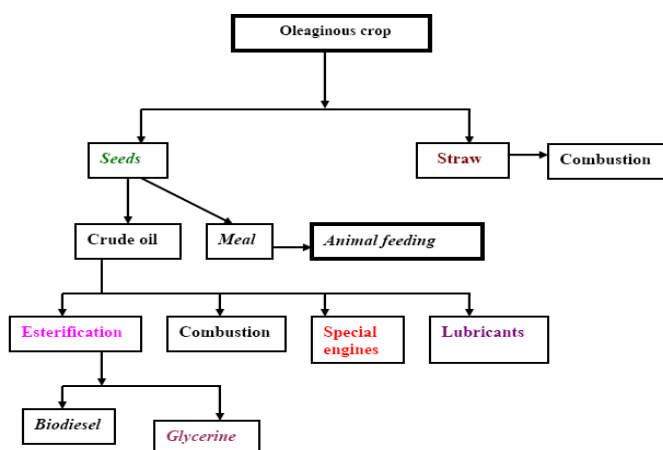 Oleaginous crop
Seeds
Straw
Combustion
Crude oil
Meal
Animal feeding
Esterification
Combustion
Special
engines
Lubricants
Biodiesel
Glycerine